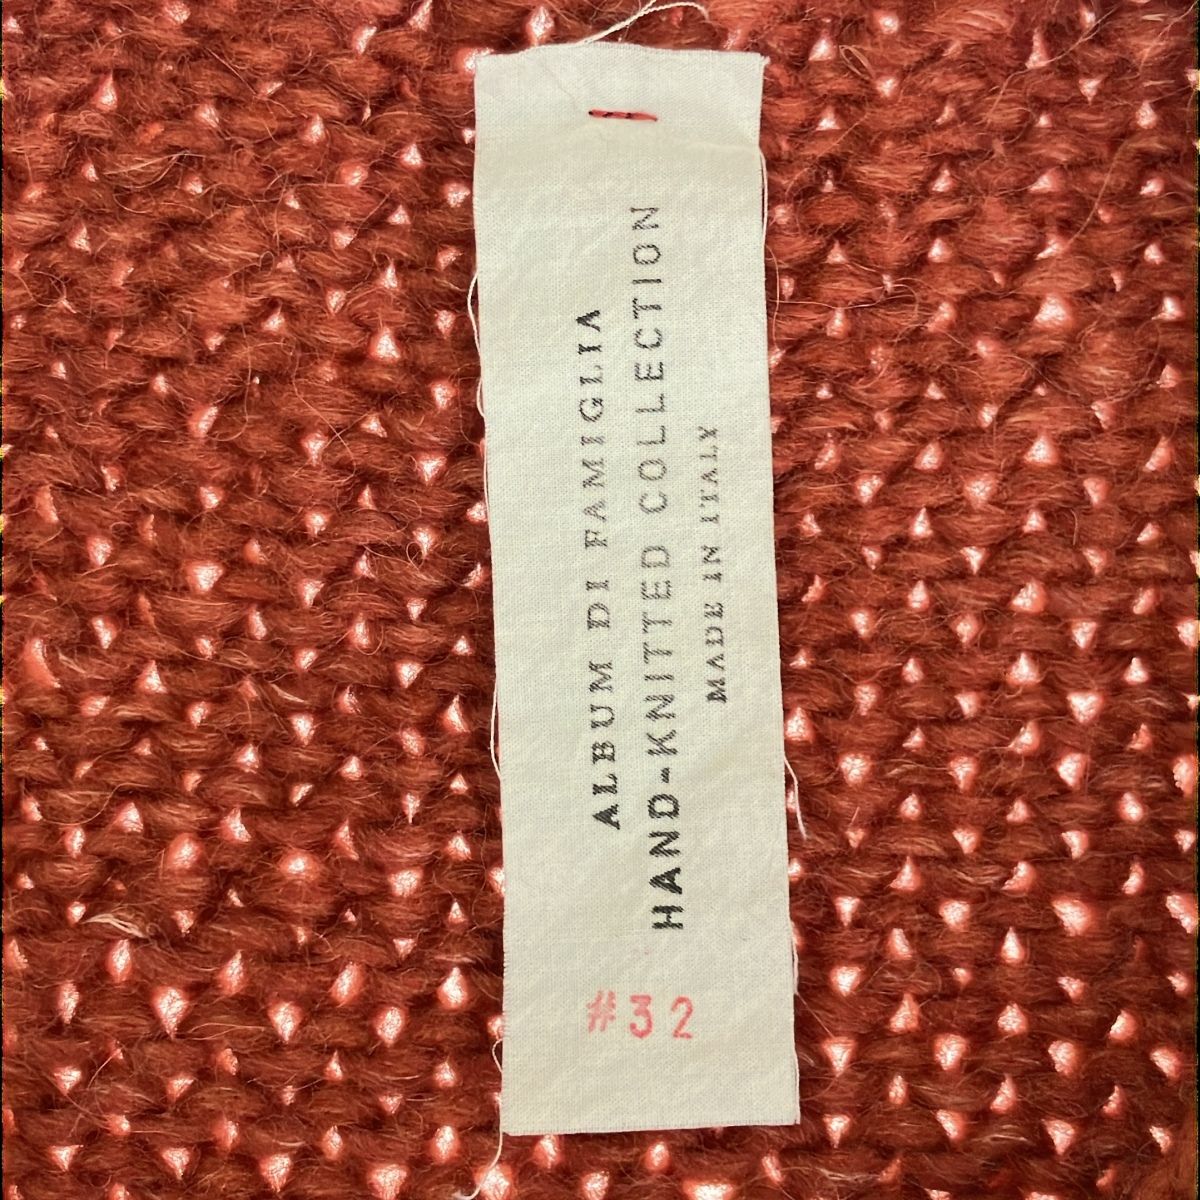 ALBUM DI FAMIGLIA
HAND-KNITTED COLLECTION
MADE IN ITALY
#32